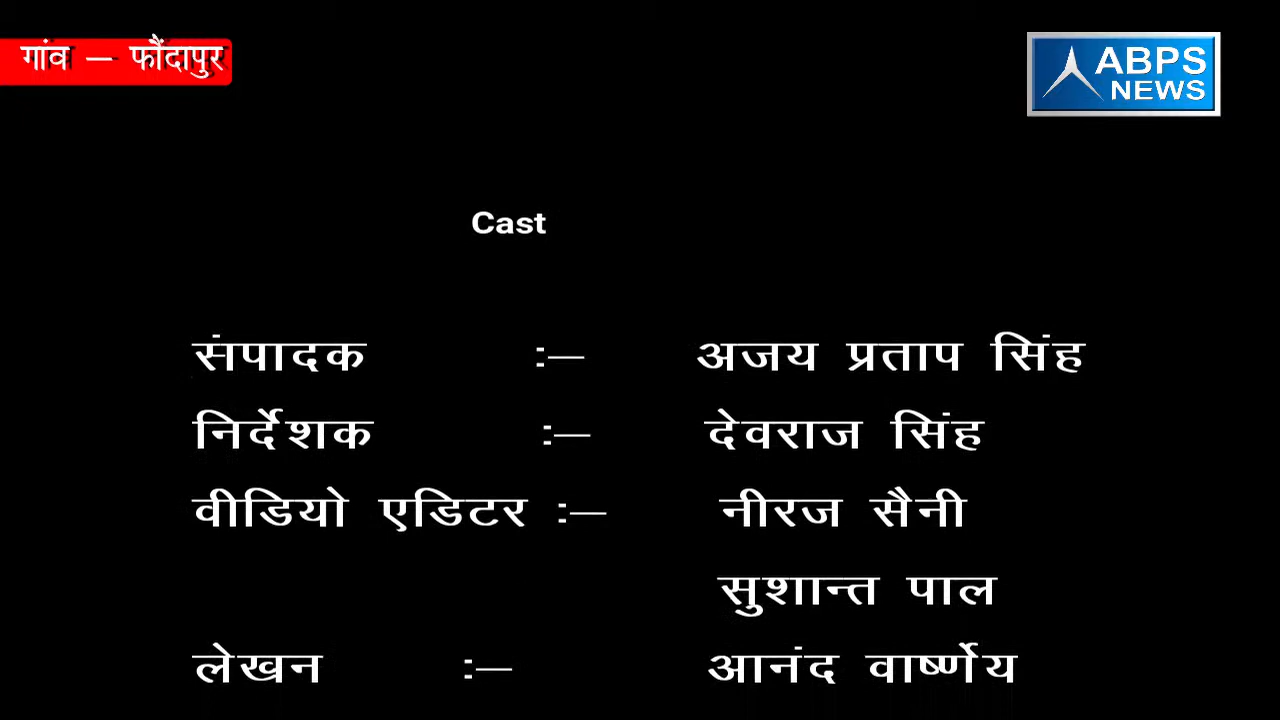 गांव – फौंदापुर
ABPS
NEWS
Cast
संपादक :– अजय प्रताप सिंह
निर्देशक :– देवराज सिंह
वीडियो एडिटर :– नीरज सैनी
सुशान्त पाल
लेखन :– आनंद वार्ष्णेय